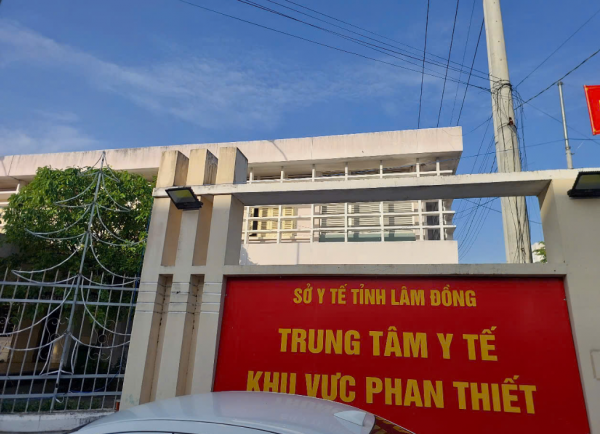 SỞ Y TẾ TỈNH LÂM ĐỒNG
TRUNG TÂM Y TẾ
KHU VỰC PHAN THIẾT